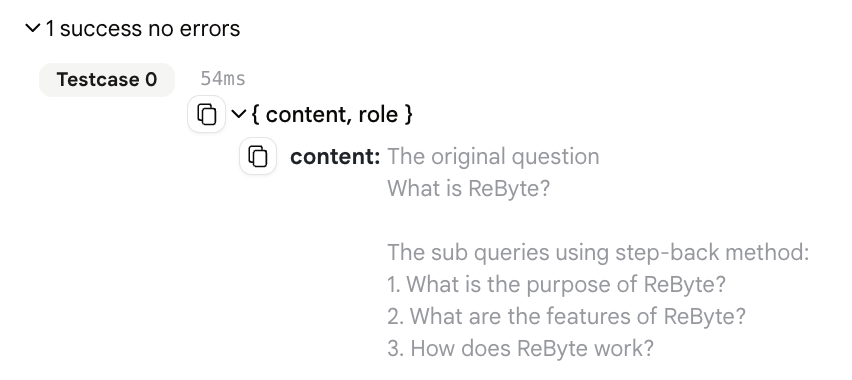 1 success no errors
Testcase 0 54ms
{ content, role }
content: The original question
What is ReByte?
The sub queries using step-back method:
1. What is the purpose of ReByte?
2. What are the features of ReByte?
3. How does ReByte work?